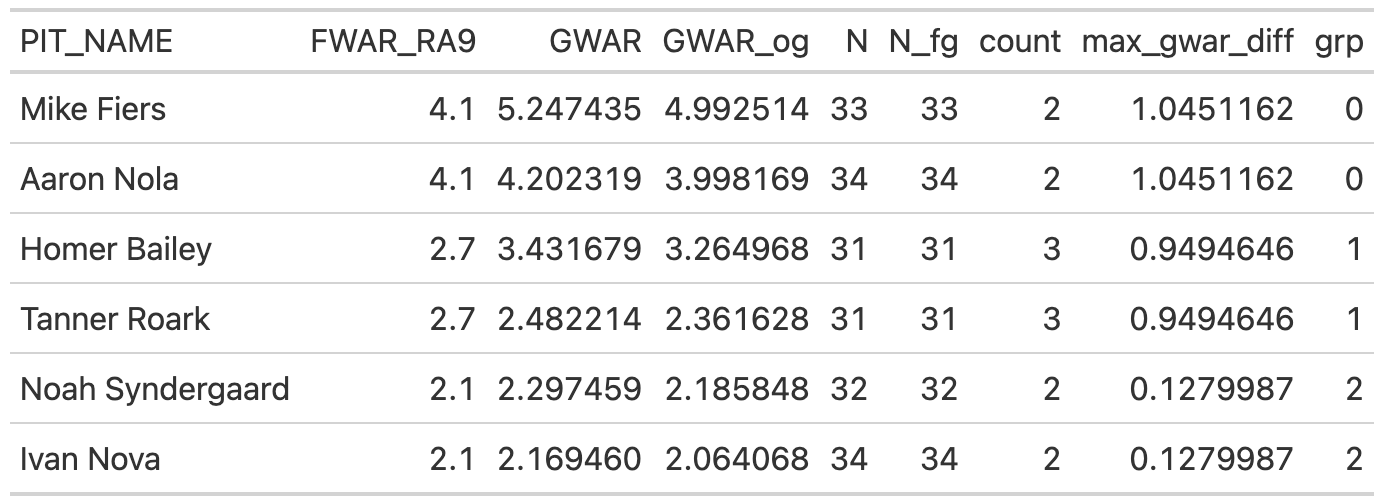 PIT_NAME FWAR_RA9 GWAR GWAR_og N N_fg count max_gwar_diff grp
Mike Fiers 4.1 5.247435 4.992514 33 33 2 1.0451162 0
Aaron Nola 4.1 4.202319 3.998169 34 34 2 1.0451162 0
Homer Bailey 2.7 3.431679 3.264968 31 31 3 0.9494646 1
Tanner Roark 2.7 2.482214 2.361628 31 31 3 0.9494646 1
Noah Syndergaard 2.1 2.297459 2.185848 32 32 2 0.1279987 2
Ivan Nova 2.1 2.169460 2.064068 34 34 2 0.1279987 2